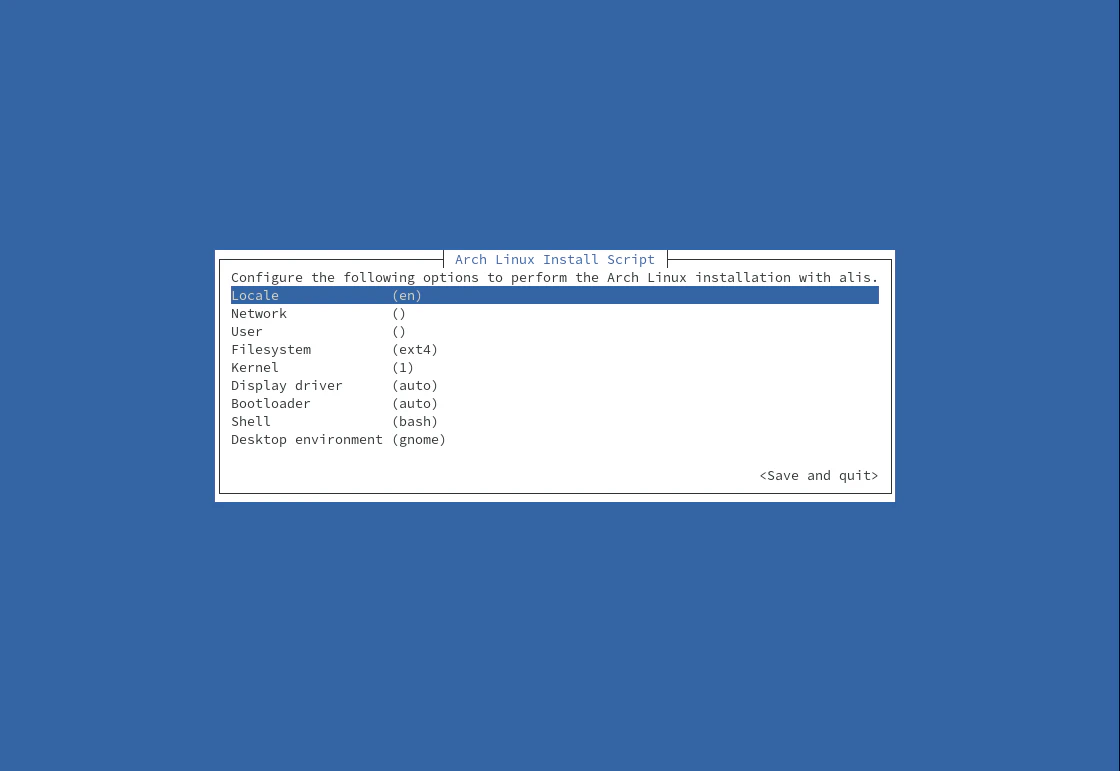 Arch Linux Install Script
Configure the following options to perform the Arch Linux installation with alis.
Locale (en)
Network ()
User ()
Filesystem (ext4)
Kernel (1)
Display driver (auto)
Bootloader (auto)
Shell (bash)
Desktop environment (gnome)
<Save and quit>